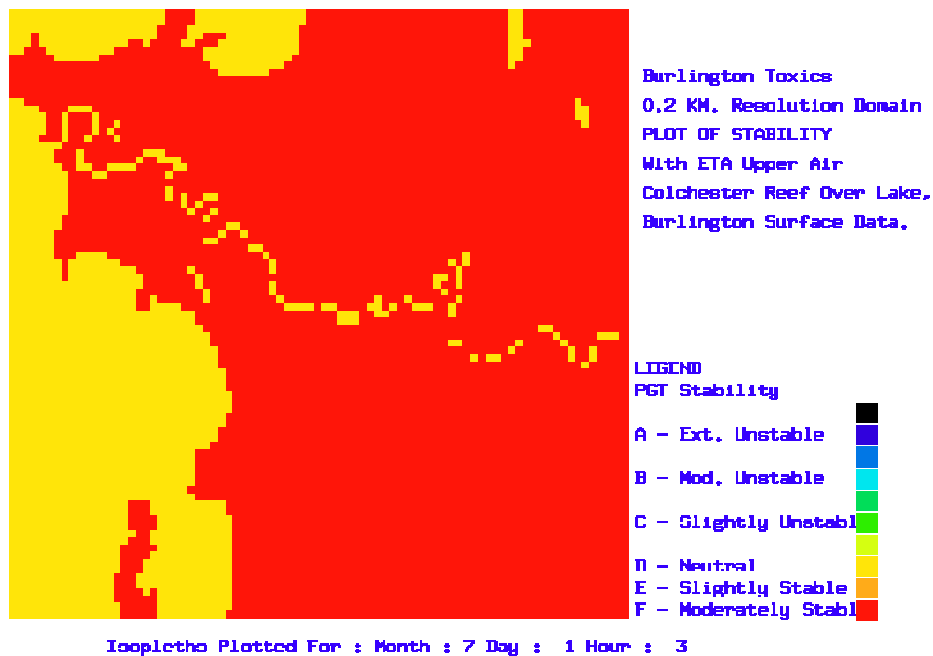 Burlington Toxics
0.2 KM. Resolution Domain
PLOT OF STABILITY
With ETA Upper Air
Colchester Reef Over Lake,
Burlington Surface Data.
LEGEND
PGT Stability
A - Ext. Unstable
B - Mod. Unstable
C - Slightly Unstabl
D - Neutral
E - Slightly Stable
F - Moderately Stabl
Isopleths Plotted For : Month : 7 Day : 1 Hour : 3